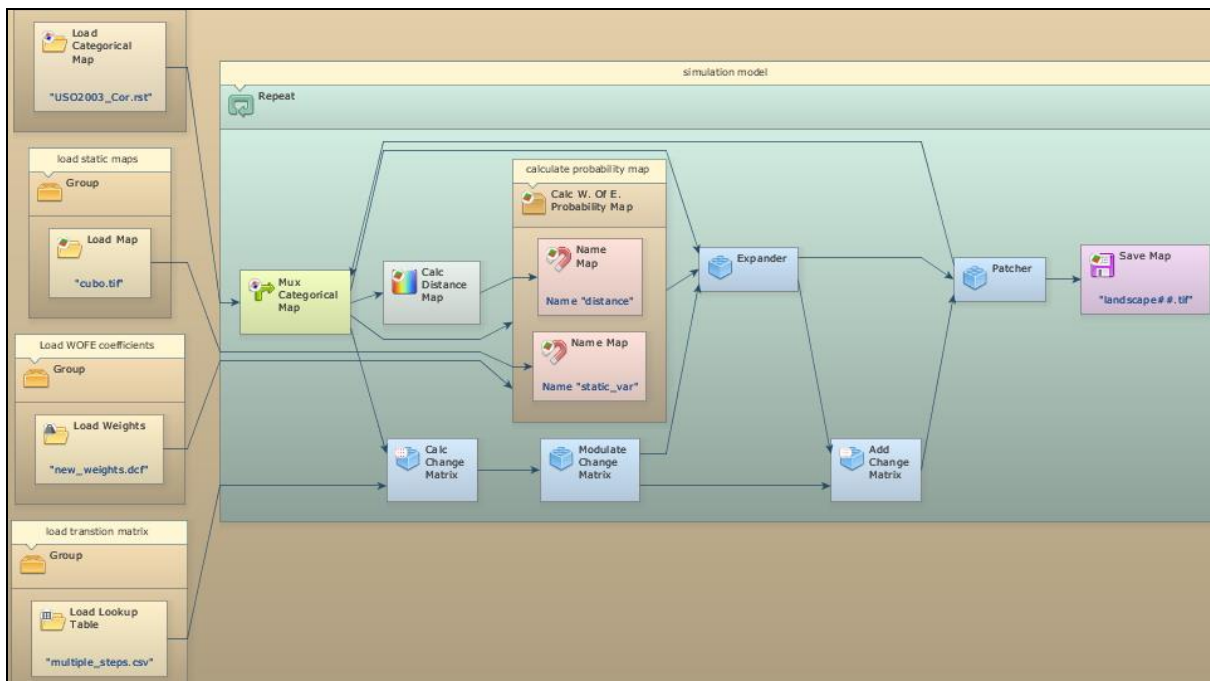 Load
Categorical
Map
"USO2003_Cor.rst"
load static maps
Group
Load Map
"cubo.tif"
Load WOFE coefficients
Group
Load Weights
"new_weights.dcf"
load transtion matrix
Group
Load Lookup
Table
"multiple_steps.csv"
simulation model
Repeat
Mux
Categorical
Map
Calc
Distance
Map
calculate probability map
Calc W. Of E.
Probability Map
Name
Map
Name "distance"
Name Map
Name "static_var"
Calc
Change
Matrix
Modulate
Change
Matrix
Expander
Add
Change
Matrix
Patcher
Save Map
"landscape##.tif"